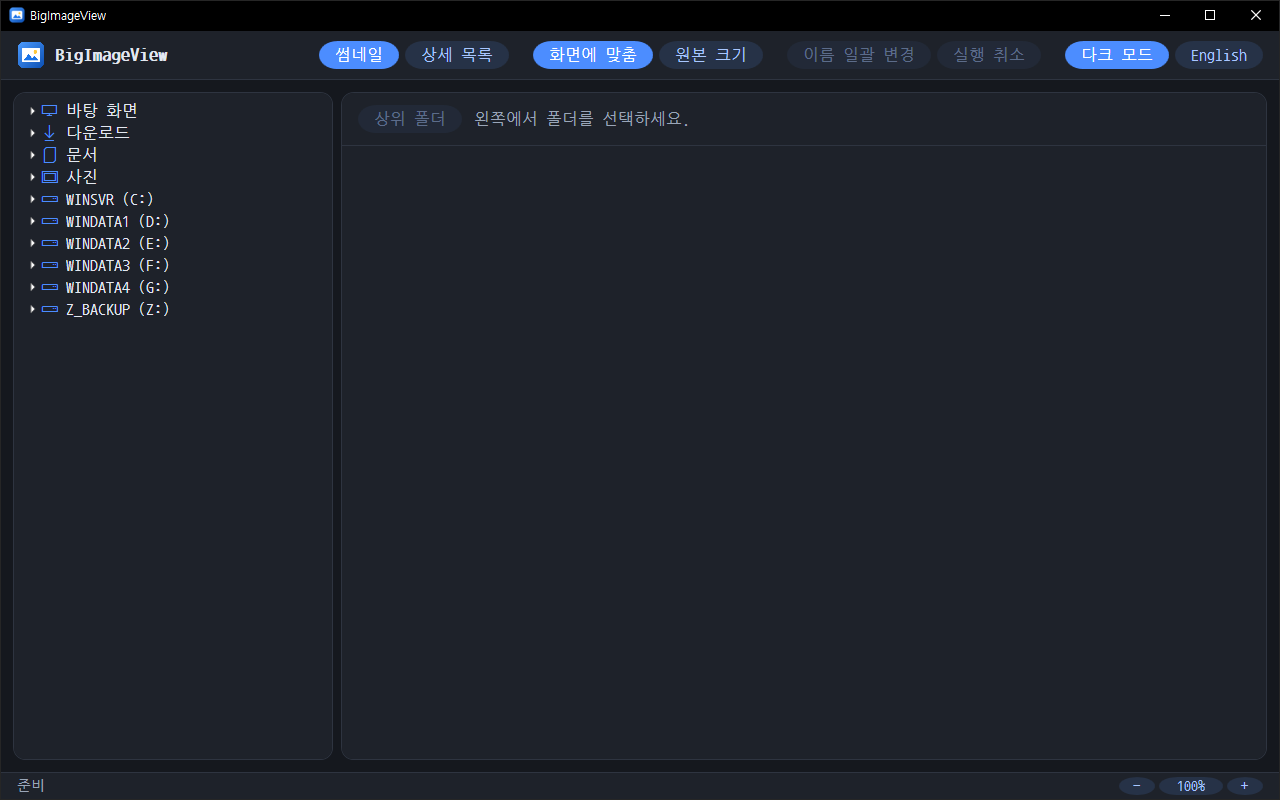 BigImageView
BigImageView 썸네일 상세 목록 화면에 맞춤 원본 크기 이름 일괄 변경 실행 취소 다크 모드 English
바탕 화면
다운로드
문서
사진
WINSVR (C:)
WINDATA1 (D:)
WINDATA2 (E:)
WINDATA3 (F:)
WINDATA4 (G:)
Z_BACKUP (Z:)
상위 폴더 왼쪽에서 폴더를 선택하세요.
준비 - 100% +